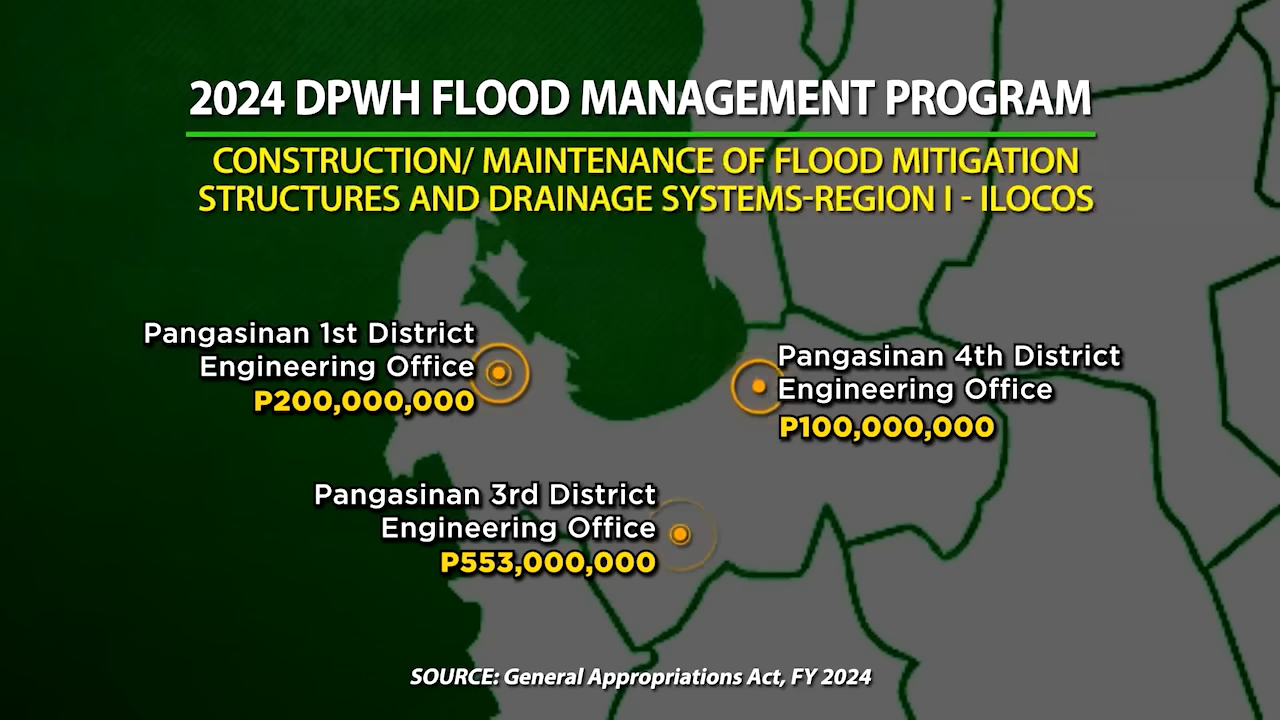 2024 DPWH FLOOD MANAGEMENT PROGRAM
CONSTRUCTION/ MAINTENANCE OF FLOOD MITIGATION
STRUCTURES AND DRAINAGE SYSTEMS-REGION I - ILOCOS
Pangasinan 1st District
Engineering Office
P200,000,000
Pangasinan 4th District
Engineering Office
P100,000,000
Pangasinan 3rd District
Engineering Office
P553,000,000
SOURCE: General Appropriations Act, FY 2024